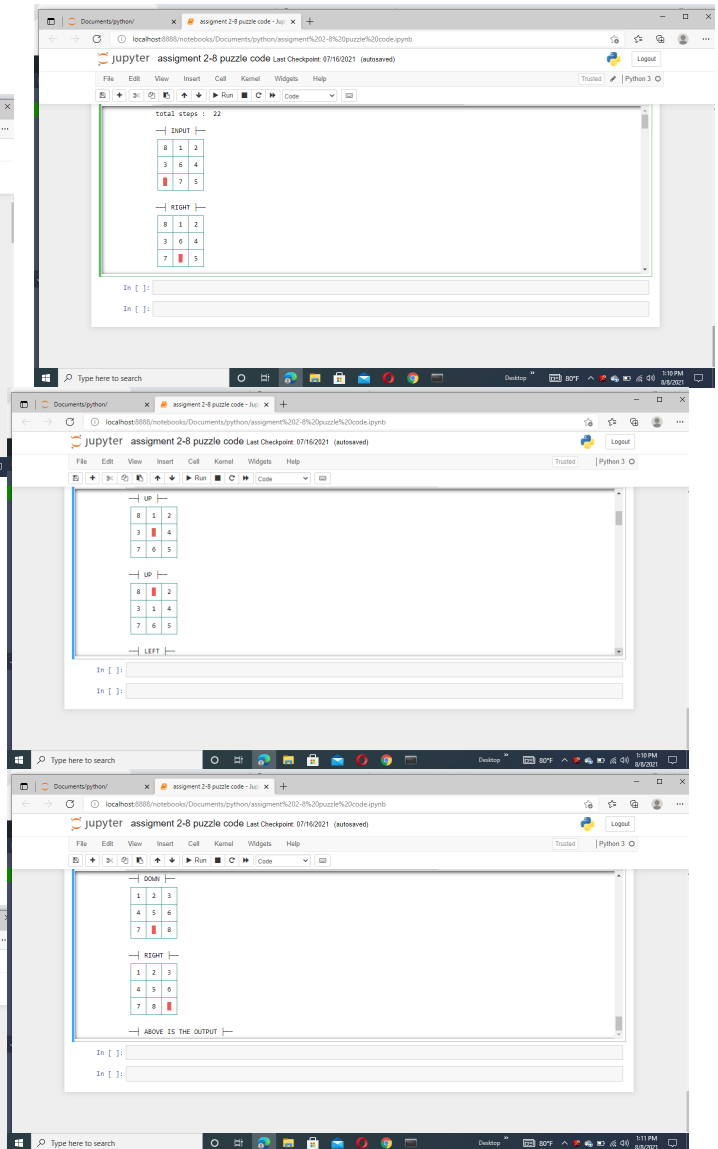 Documents/python/ × assigment 2-8 puzzle code - Jup × +
localhost:8888/notebooks/Documents/python/assigment%202-8%20puzzle%20code.ipynb
jupyter assigment 2-8 puzzle code Last Checkpoint: 07/16/2021 (autosaved) Logout
File Edit View Insert Cell Kernel Widgets Help Trusted Python 3
Run Code
total steps : 22
INPUT
8 1 2
3 6 4
7 5
RIGHT
8 1 2
3 6 4
7 5
In [ ]:
In [ ]:
Type here to search Desktop 80°F 1:10 PM
8/8/2021
Documents/python/ × assigment 2-8 puzzle code - Jup × +
localhost:8888/notebooks/Documents/python/assigment%202-8%20puzzle%20code.ipynb
jupyter assigment 2-8 puzzle code Last Checkpoint: 07/16/2021 (autosaved) Logout
File Edit View Insert Cell Kernel Widgets Help Trusted Python 3
Run Code
UP
8 1 2
3 4
7 6 5
UP
8 2
3 1 4
7 6 5
LEFT
In [ ]:
In [ ]:
Type here to search Desktop 80°F 1:10 PM
8/8/2021
Documents/python/ × assigment 2-8 puzzle code - Jup × +
localhost:8888/notebooks/Documents/python/assigment%202-8%20puzzle%20code.ipynb
jupyter assigment 2-8 puzzle code Last Checkpoint: 07/16/2021 (autosaved) Logout
File Edit View Insert Cell Kernel Widgets Help Trusted Python 3
Run Code
DOWN
1 2 3
4 5 6
7 8
RIGHT
1 2 3
4 5 6
7 8
ABOVE IS THE OUTPUT
In [ ]:
In [ ]:
Type here to search Desktop 80°F 1:11 PM
8/8/2021